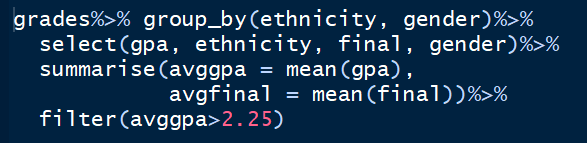 grades%>% group_by(ethnicity, gender)%>%
  select(gpa, ethnicity, final, gender)%>%
  summarise(avggpa = mean(gpa),
            avgfinal = mean(final))%>%
  filter(avggpa>2.25)